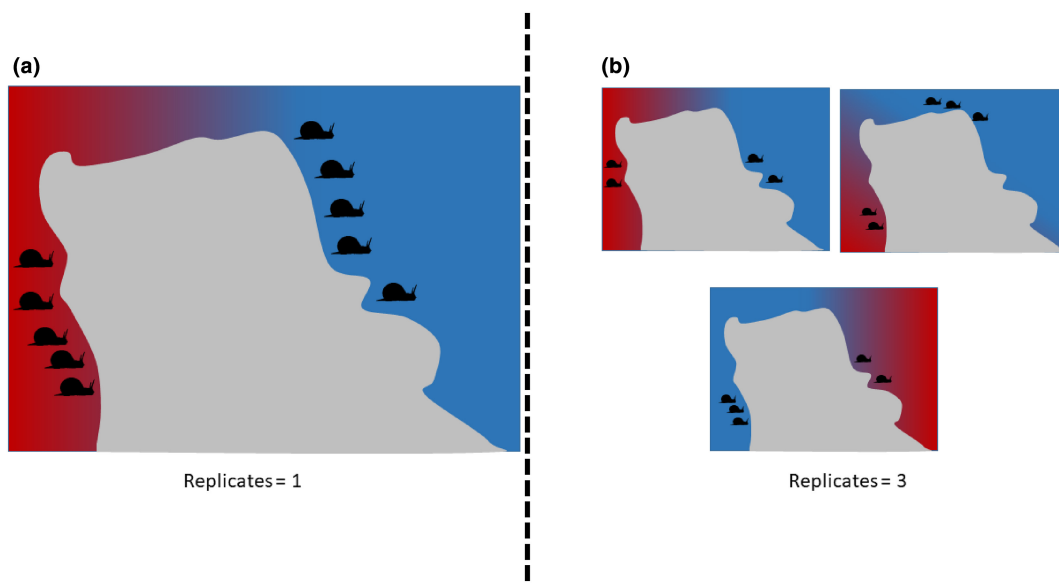 (a)
(b)
Replicates = 1
Replicates = 3